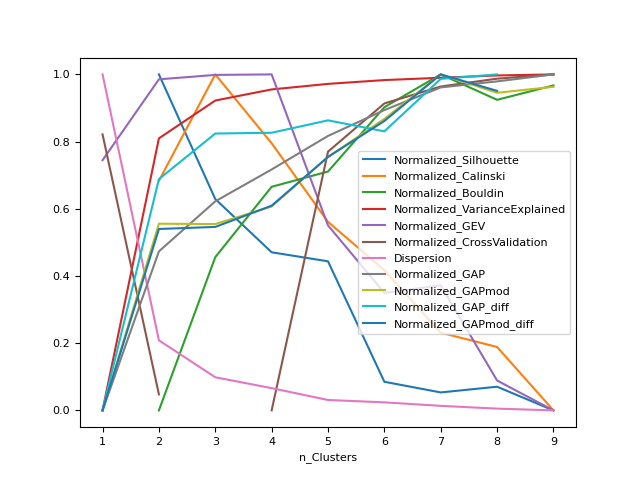 1.0
0.8
0.6
0.4
0.2
0.0
Normalized_Silhouette
Normalized_Calinski
Normalized_Bouldin
Normalized_VarianceExplained
Normalized_GEV
Normalized_CrossValidation
Dispersion
Normalized_GAP
Normalized_GAPmod
Normalized_GAP_diff
Normalized_GAPmod_diff
1 2 3 4 5 6 7 8 9
n_Clusters